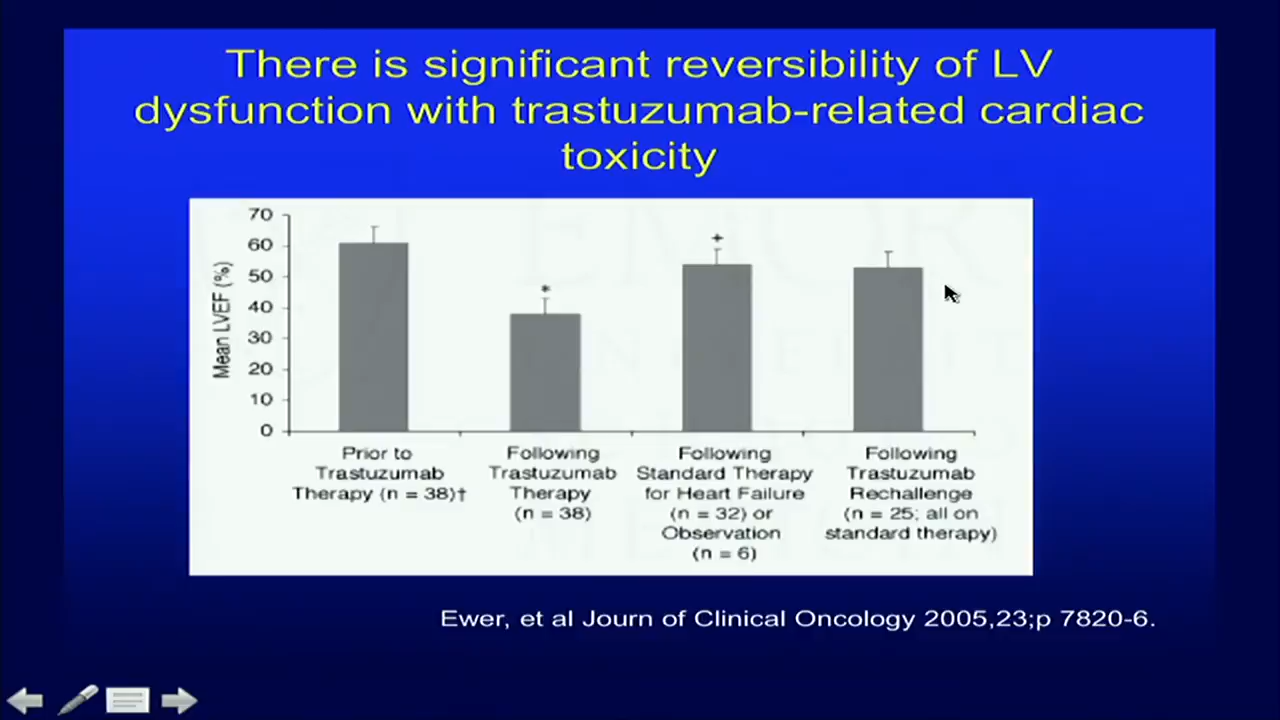 There is significant reversibility of LV
dysfunction with trastuzumab-related cardiac
toxicity
Mean LVEF (%)
70
60
50
40
30
20
10
0
*
+
Prior to
Trastuzumab
Therapy (n = 38)†
Following
Trastuzumab
Therapy
(n = 38)
Following
Standard Therapy
for Heart Failure
(n = 32) or
Observation
(n = 6)
Following
Trastuzumab
Rechallenge
(n = 25; all on
standard therapy)
Ewer, et al Journ of Clinical Oncology 2005,23;p 7820-6.